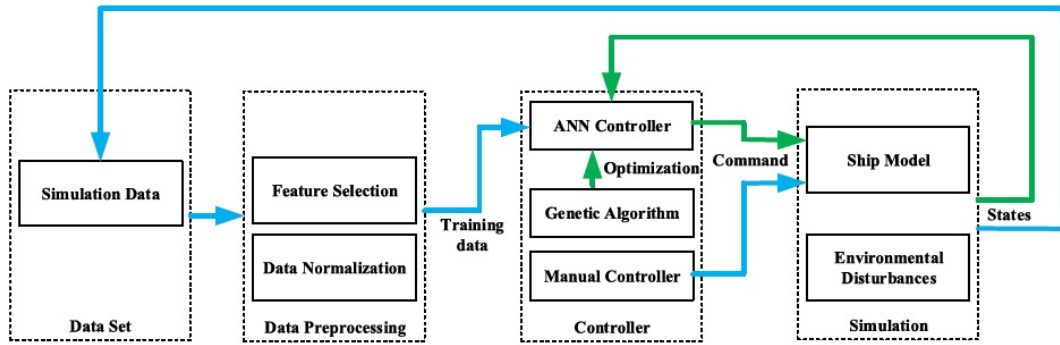 Simulation Data
Data Set
Feature Selection
Data Normalization
Data Preprocessing
Training
data
ANN Controller
Optimization
Genetic Algorithm
Manual Controller
Controller
Command
Ship Model
Environmental
Disturbances
Simulation
States